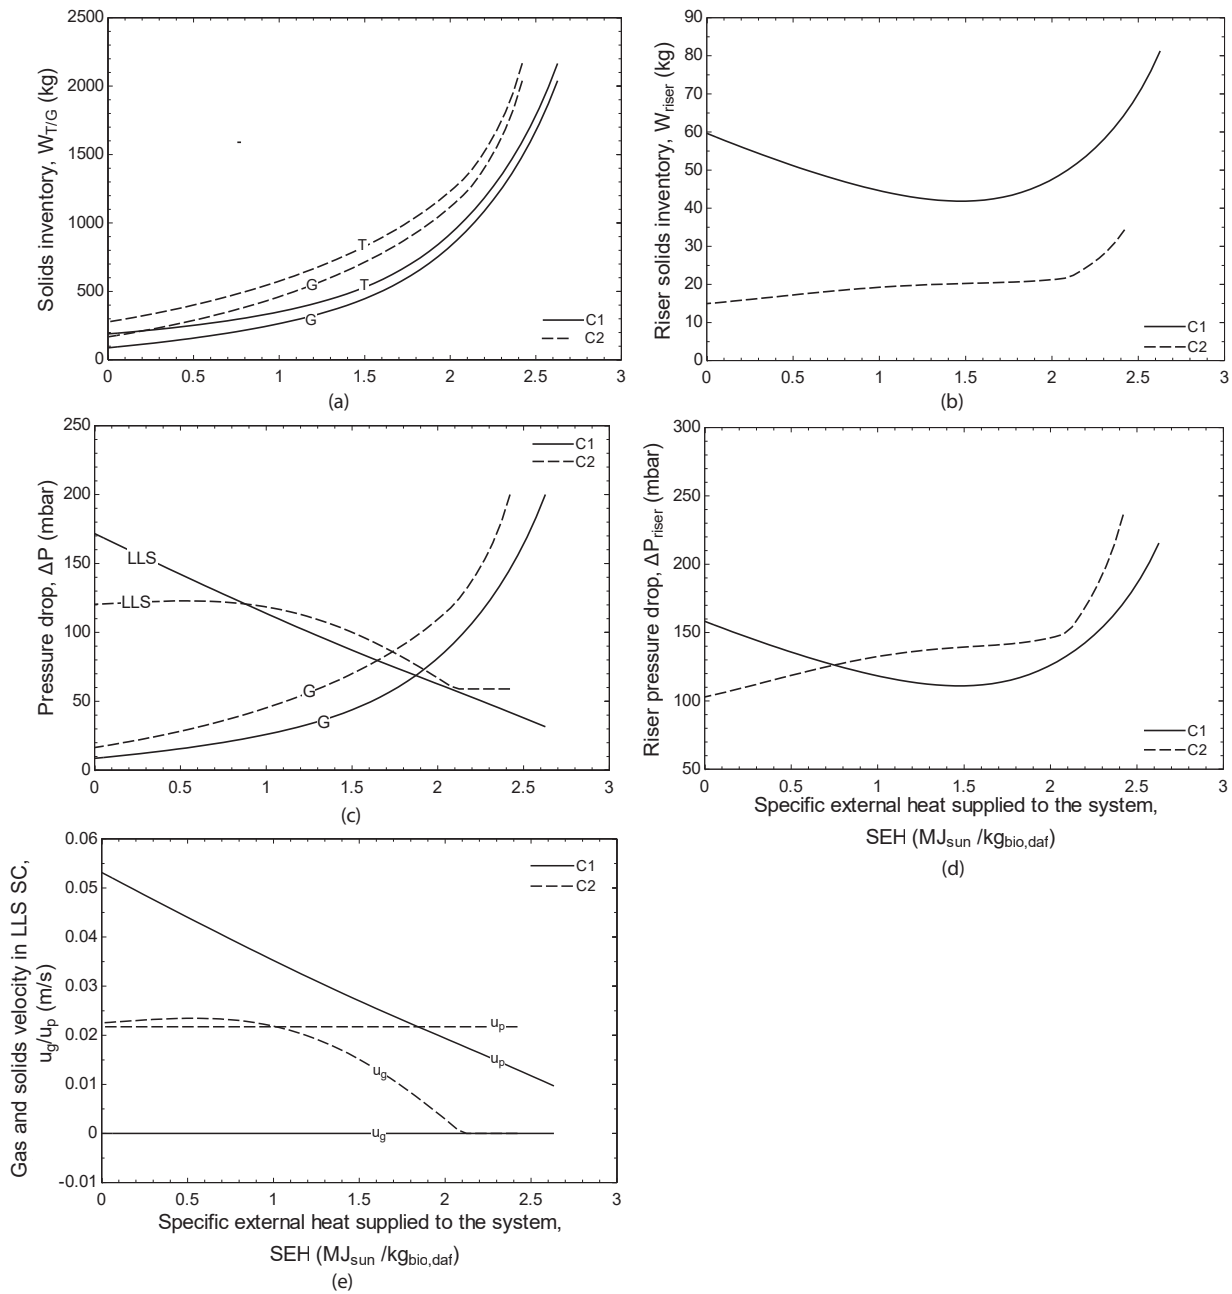 Solids inventory, W_T/G (kg)
2500
2000
1500
1000
500
0
T
G
T
G
C1
C2
0 0.5 1 1.5 2 2.5 3
(a)
Riser solids inventory, W_riser (kg)
90
80
70
60
50
40
30
20
10
0
C1
C2
0 0.5 1 1.5 2 2.5 3
(b)
Pressure drop, ΔP (mbar)
250
200
150
100
50
0
C1
C2
LLS
LLS
G
G
0 0.5 1 1.5 2 2.5 3
(c)
Riser pressure drop, ΔP_riser (mbar)
300
250
200
150
100
50
C1
C2
0 0.5 1 1.5 2 2.5 3
Specific external heat supplied to the system,
SEH (MJ_sun /kg_bio,daf)
(d)
Gas and solids velocity in LLS SC,
u_g/u_p (m/s)
0.06
0.05
0.04
0.03
0.02
0.01
0
-0.01
C1
C2
u_p
u_p
u_g
u_g
0 0.5 1 1.5 2 2.5 3
Specific external heat supplied to the system,
SEH (MJ_sun /kg_bio,daf)
(e)